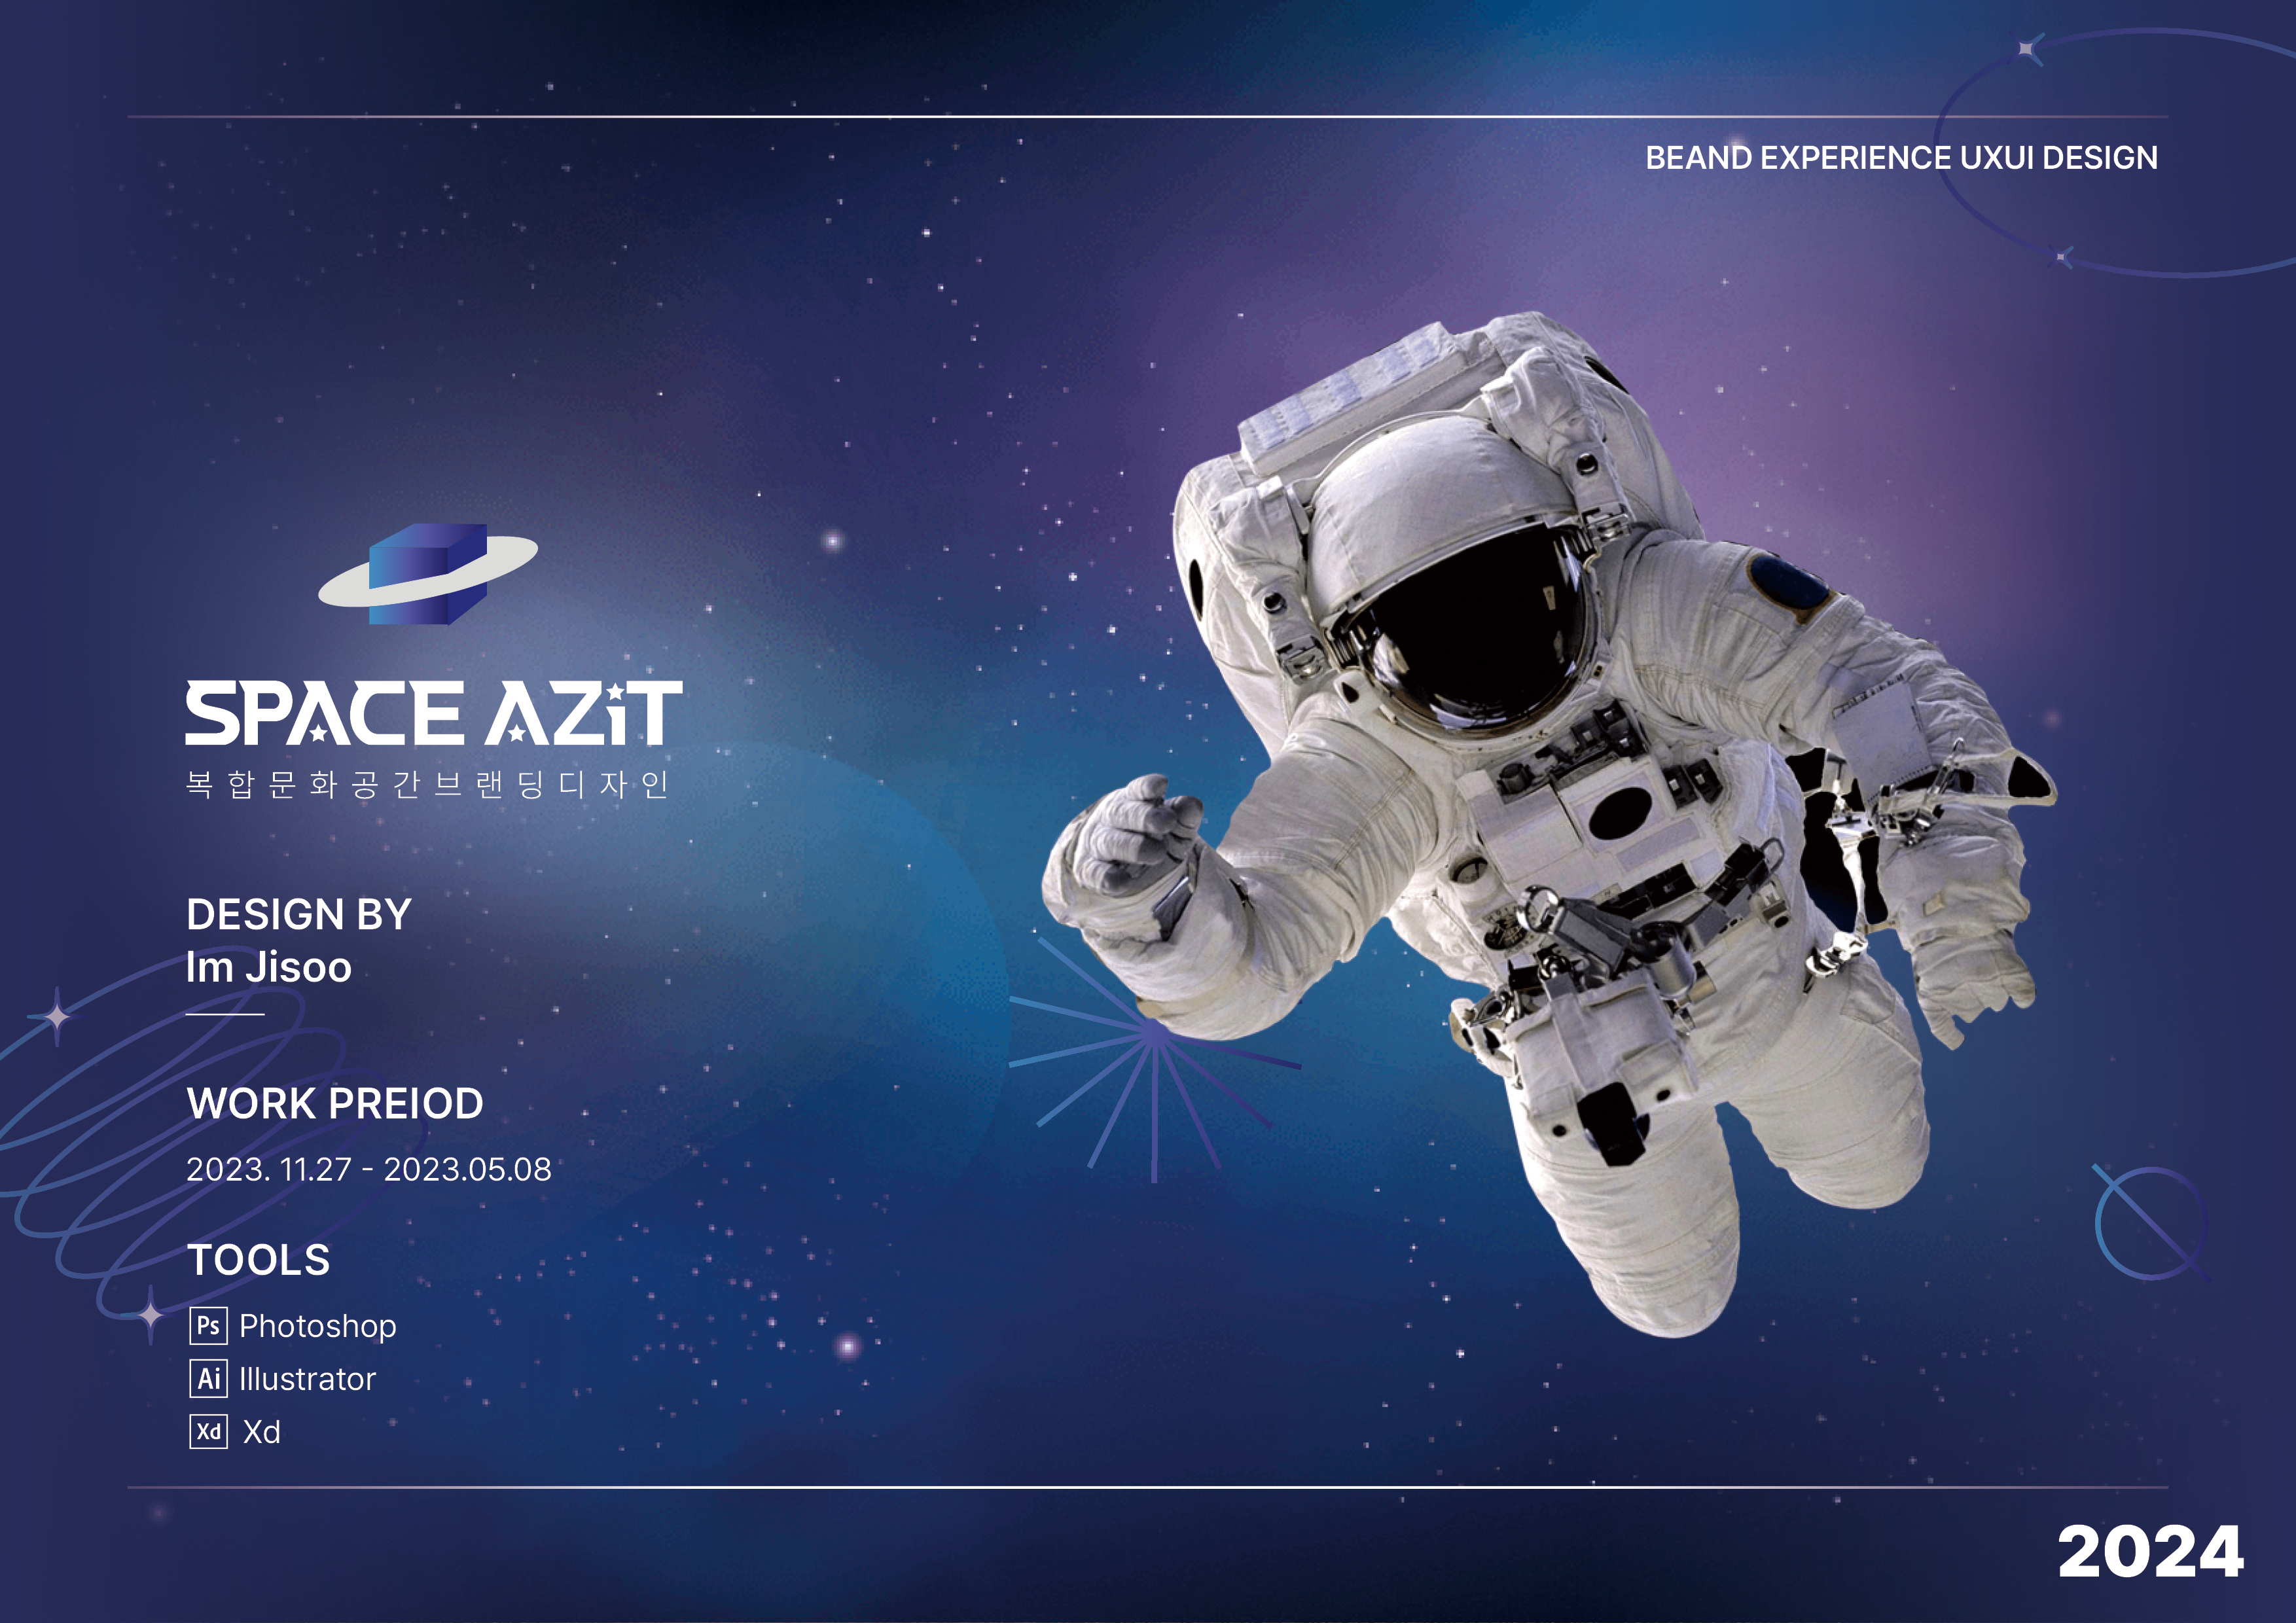 BEAND EXPERIENCE UXUI DESIGN
SPACE AZiT
복합문화공간브랜딩디자인
DESIGN BY
Im Jisoo
WORK PREIOD
2023. 11.27 - 2023.05.08
TOOLS
Ps Photoshop
Ai Illustrator
Xd Xd
2024